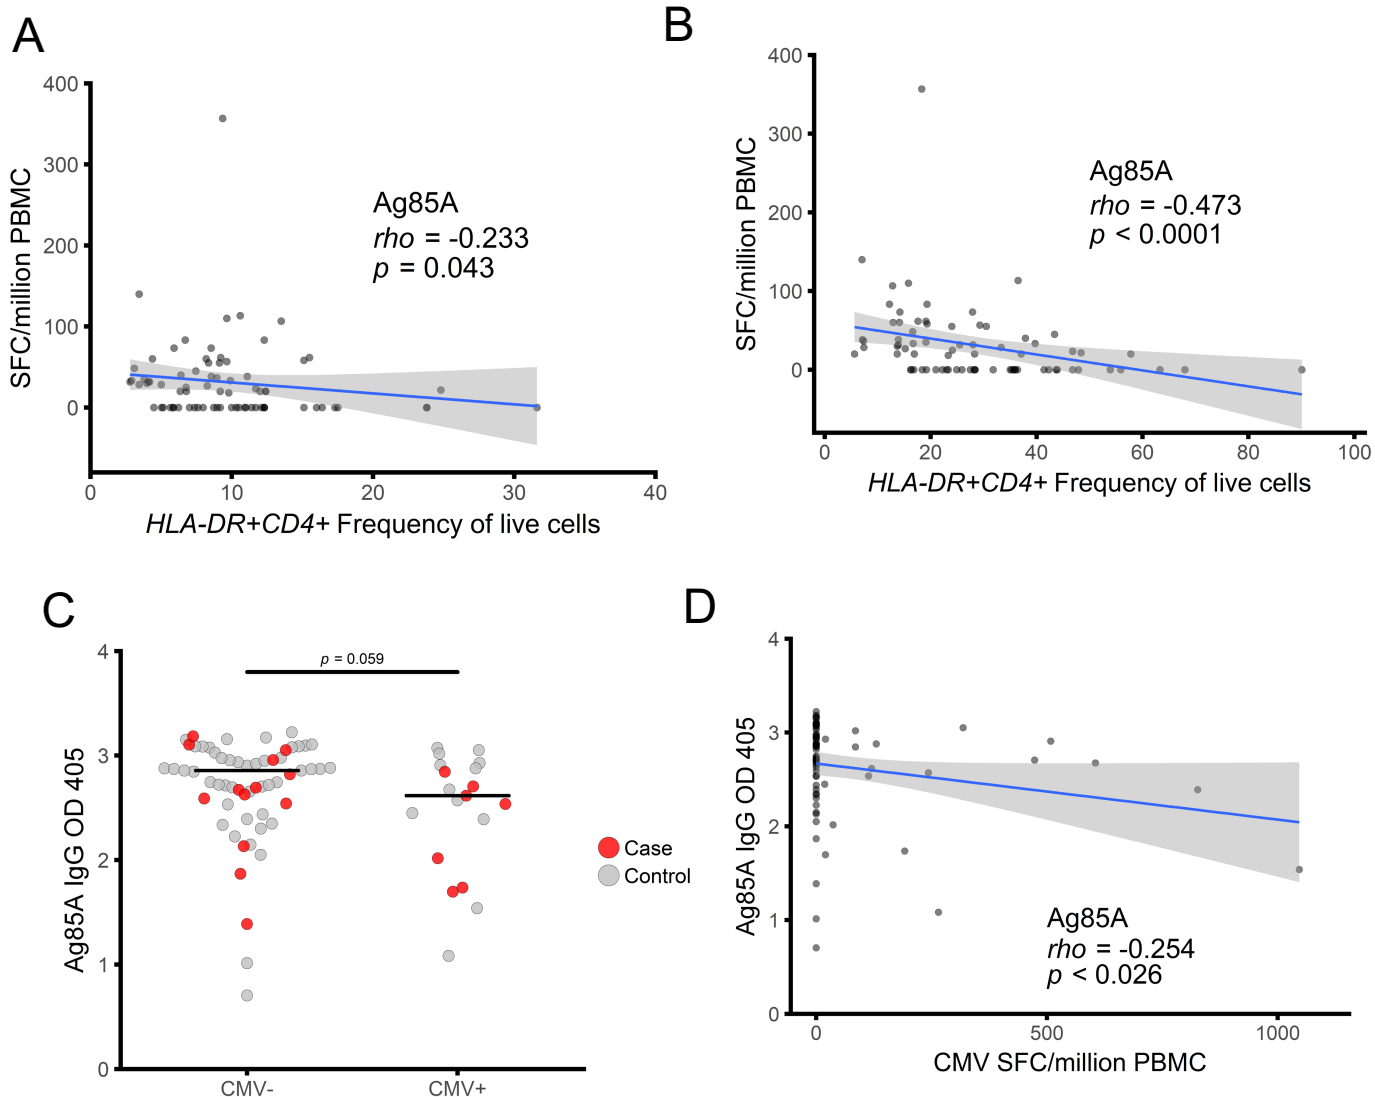 A
400
300
200
100
0
SFC/million PBMC
Ag85A
rho = -0.233
p = 0.043
0 10 20 30 40
HLA-DR+CD4+ Frequency of live cells
B
400
300
200
100
0
SFC/million PBMC
Ag85A
rho = -0.473
p < 0.0001
0 20 40 60 80 100
HLA-DR+CD4+ Frequency of live cells
C
4
3
2
1
0
Ag85A IgG OD 405
p = 0.059
CMV- CMV+
Case
Control
D
4
3
2
1
0
Ag85A IgG OD 405
Ag85A
rho = -0.254
p < 0.026
0 500 1000
CMV SFC/million PBMC